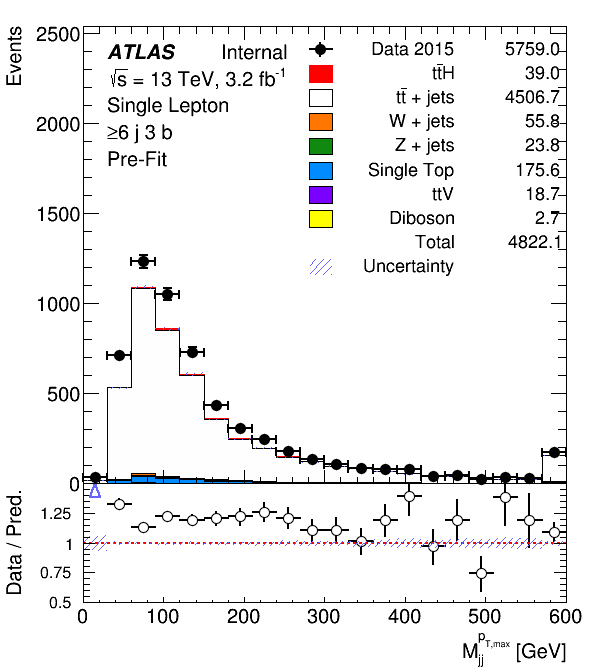 Events
2500
2000
1500
1000
500
0
ATLAS Internal
√s = 13 TeV, 3.2 fb⁻¹
Single Lepton
≥6 j 3 b
Pre-Fit
Data 2015 5759.0
tt̄H 39.0
tt̄ + jets 4506.7
W + jets 55.8
Z + jets 23.8
Single Top 175.6
ttV 18.7
Diboson 2.7
Total 4822.1
Uncertainty
Data / Pred.
1.25
1
0.75
0.5
0 100 200 300 400 500 600
M_jj^{p_T,max} [GeV]